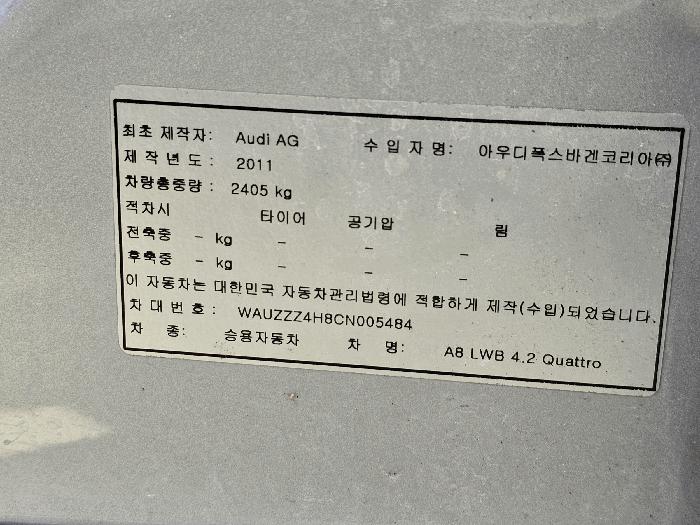 최초 제작자: Audi AG 수 입 자 명: 아우디폭스바겐코리아㈜
제 작 년 도 : 2011
차량총중량 : 2405 kg
적차시 타이어 공기압 림
전축중 - kg - - -
후축중 - kg - - -
이 자동차는 대한민국 자동차관리법령에 적합하게 제작(수입)되었습니다.
차 대 번 호 : WAUZZZ4H8CN005484
차 종: 승용자동차 차 명: A8 LWB 4.2 Quattro